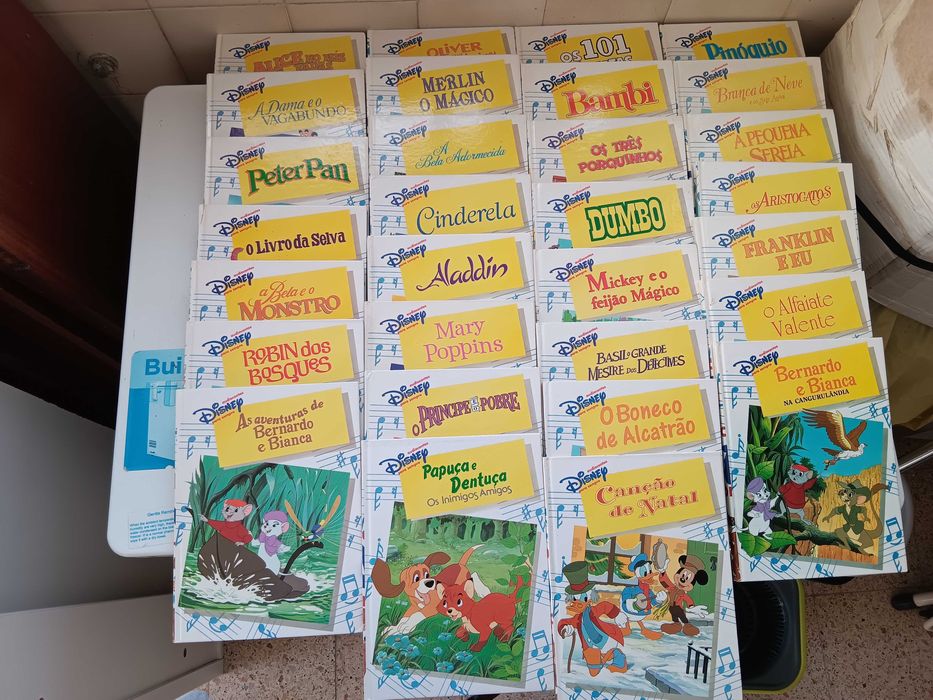 DISNEY
ALICE NO PAÍS
DISNEY
A DAMA E O
VAGABUNDO
DISNEY
PETER PAN
DISNEY
O LIVRO DA SELVA
DISNEY
A BELA E O
MONSTRO
DISNEY
ROBIN DOS
BOSQUES
DISNEY
AS AVENTURAS DE
BERNARDO
E BIANCA
DISNEY
OLIVER
DISNEY
MERLIN
O MÁGICO
DISNEY
A
Bela Adormecida
DISNEY
Cinderela
DISNEY
Aladdin
DISNEY
Mary
Poppins
DISNEY
O PRÍNCIPE E O POBRE
DISNEY
Papuça e
Dentuça
Os Inimigos Amigos
DISNEY
OS 101
DISNEY
Bambi
DISNEY
OS TRÊS
PORQUINHOS
DISNEY
DUMBO
DISNEY
Mickey e o
feijão Mágico
DISNEY
BASIL O GRANDE
MESTRE DOS DETECTIVES
DISNEY
O BONECO
DE ALCATRÃO
DISNEY
CANÇÃO
DE NATAL
DISNEY
Pinóquio
DISNEY
Branca de Neve
DISNEY
A PEQUENA
SEREIA
DISNEY
OS ARISTOGATOS
DISNEY
FRANKLIN
E EU
DISNEY
O Alfaiate
Valente
DISNEY
Bernardo
e Bianca
NA CANGURULÂNDIA
Bui